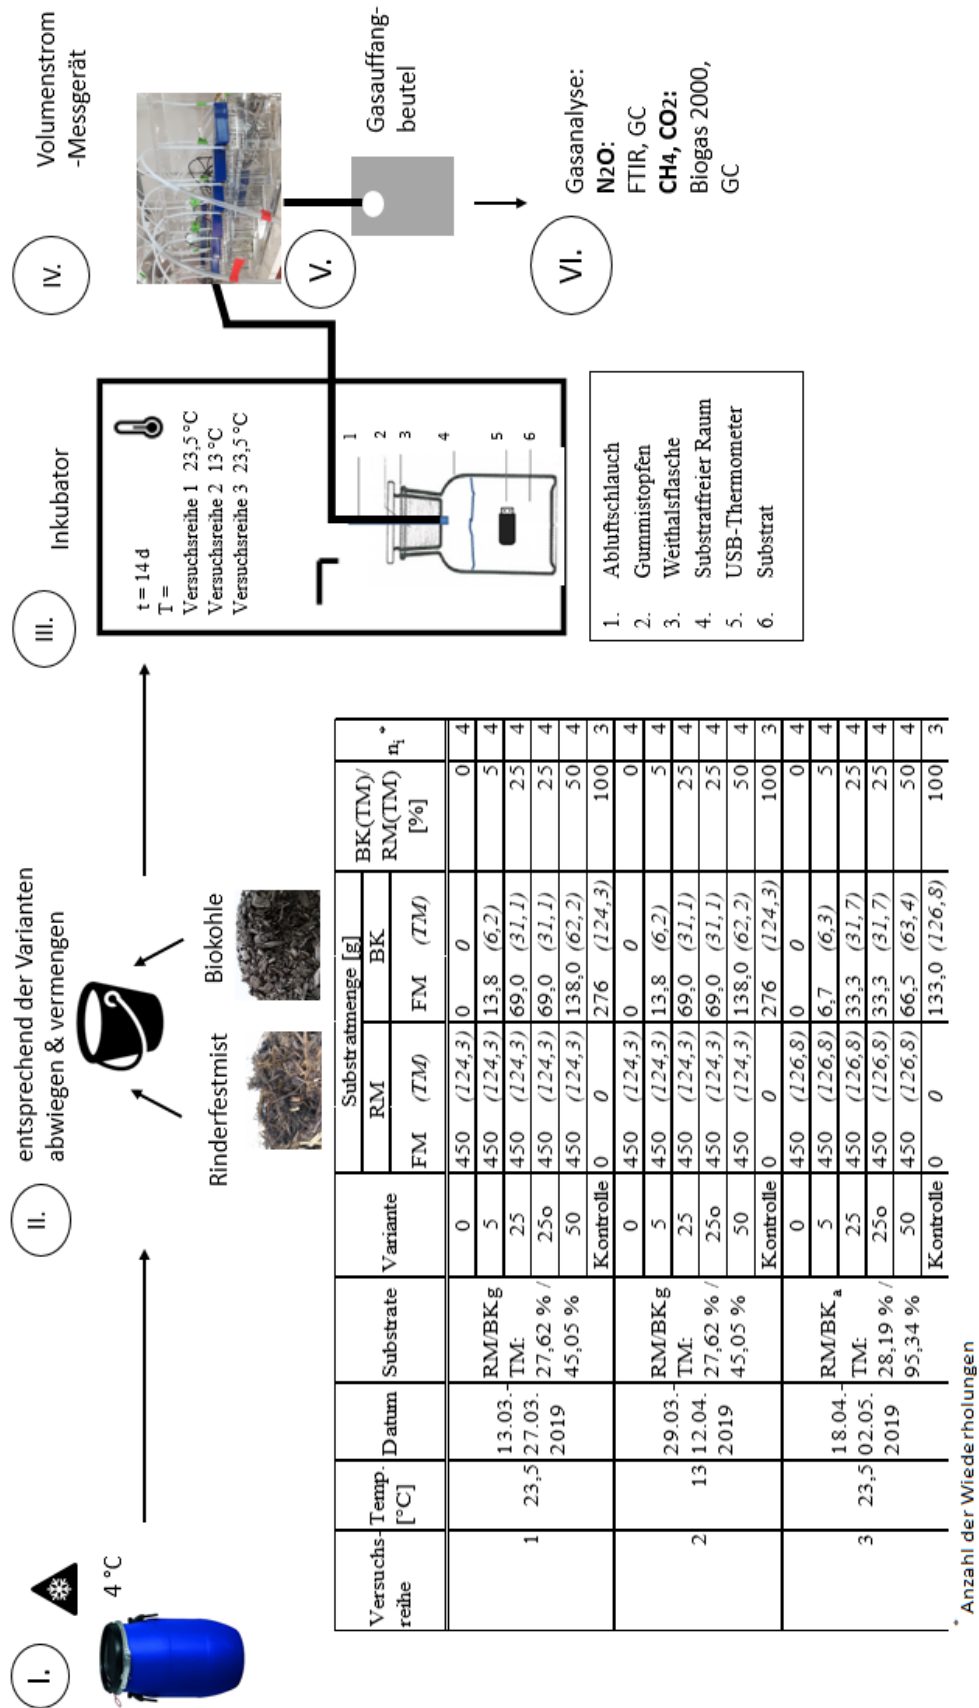 I.
4 °C
II.
entsprechend der Varianten
abwiegen & vermengen
Rinderfestmist
Biokohle
III.
Inkubator
t = 14 d
T =
Versuchsreihe 1 23,5 °C
Versuchsreihe 2 13 °C
Versuchsreihe 3 23,5 °C
1
2
3
4
5
6
1. Abluftschlauch
2. Gummistopfen
3. Weithalsflasche
4. Substratfreier Raum
5. USB-Thermometer
6. Substrat
IV.
Volumenstrom
-Messgerät
V.
Gasauffang-
beutel
VI.
Gasanalyse:
N2O:
FTIR, GC
CH4, CO2:
Biogas 2000,
GC
Versuchs-
reihe
Temp.
[°C]
Datum
Substrate
Variante
Substratmenge [g]
RM
BK
FM (TM)
FM (TM)
BK(TM)/
RM(TM)
[%]
ni *
1
23,5
13.03.-
27.03.
2019
RM/BKg
TM:
27,62 % /
45,05 %
0 450 (124,3) 0 0 0 4
5 450 (124,3) 13,8 (6,2) 5 4
25 450 (124,3) 69,0 (31,1) 25 4
25o 450 (124,3) 69,0 (31,1) 25 4
50 450 (124,3) 138,0 (62,2) 50 4
Kontrolle 0 0 276 (124,3) 100 3
2
13
29.03.-
12.04.
2019
RM/BKg
TM:
27,62 % /
45,05 %
0 450 (124,3) 0 0 0 4
5 450 (124,3) 13,8 (6,2) 5 4
25 450 (124,3) 69,0 (31,1) 25 4
25o 450 (124,3) 69,0 (31,1) 25 4
50 450 (124,3) 138,0 (62,2) 50 4
Kontrolle 0 0 276 (124,3) 100 3
3
23,5
18.04.-
02.05.
2019
RM/BKa
TM:
28,19 % /
95,34 %
0 450 (126,8) 0 0 0 4
5 450 (126,8) 6,7 (6,3) 5 4
25 450 (126,8) 33,3 (31,7) 25 4
25o 450 (126,8) 33,3 (31,7) 25 4
50 450 (126,8) 66,5 (63,4) 50 4
Kontrolle 0 0 133,0 (126,8) 100 3
* Anzahl der Wiederholungen